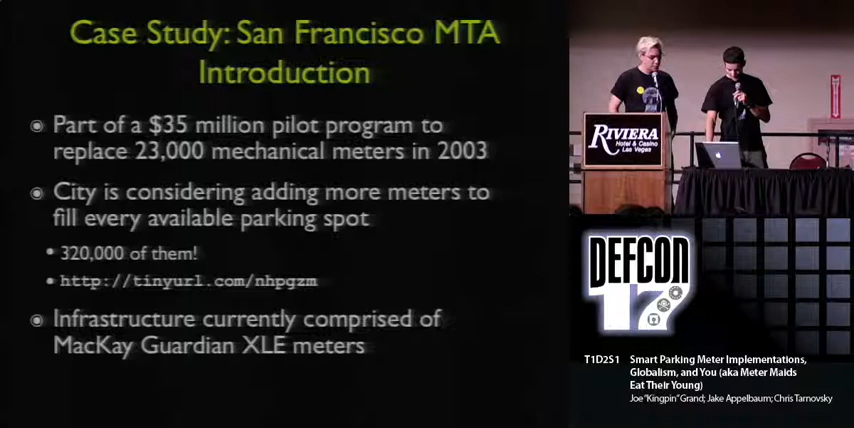 Case Study: San Francisco MTA
Introduction
Part of a $35 million pilot program to
replace 23,000 mechanical meters in 2003
City is considering adding more meters to
fill every available parking spot
320,000 of them!
http://tinyurl.com/nhpgzm
Infrastructure currently comprised of
MacKay Guardian XLE meters
RIVIERA
Hotel & Casino
Las Vegas
DEFCON
17
T1D2S1 Smart Parking Meter Implementations,
Globalism, and You (aka Meter Maids
Eat Their Young)
Joe "Kingpin" Grand; Jake Appelbaum; Chris Tarnovsky